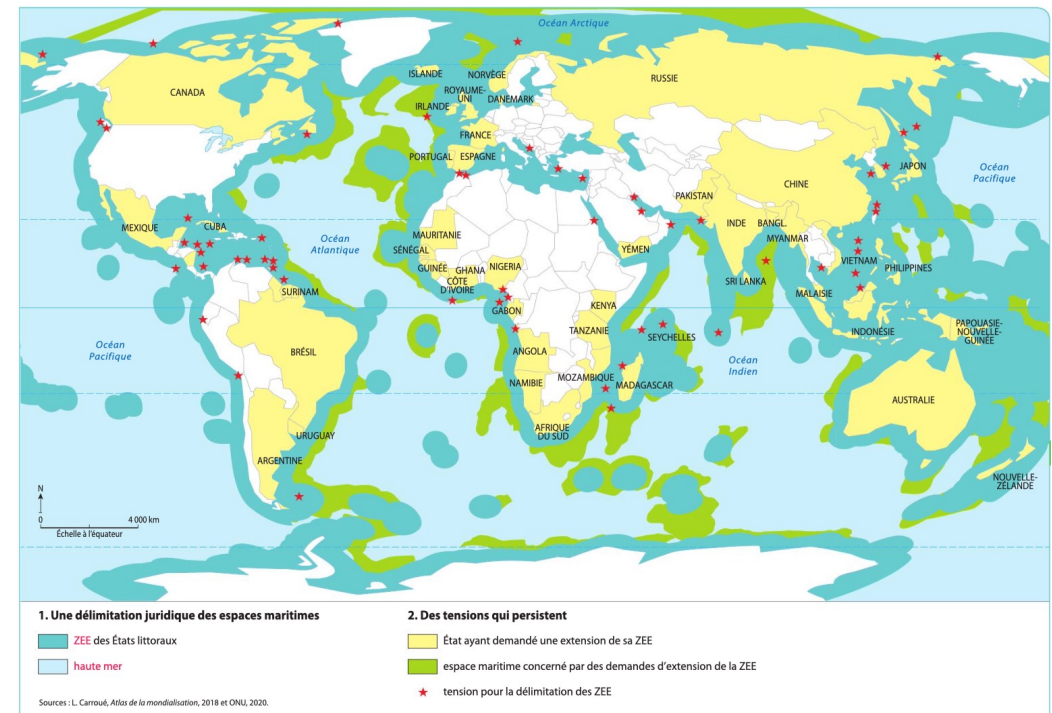 Océan Arctique
ISLANDE
NORVÈGE
RUSSIE
CANADA
ROYAUME-
UNI
DANEMARK
IRLANDE
FRANCE
PORTUGAL
ESPAGNE
JAPON
Océan
Pacifique
CHINE
PAKISTAN
MEXIQUE
CUBA
Océan
Atlantique
MAURITANIE
INDE
BANGL.
MYANMAR
SÉNÉGAL
YÉMEN
GUINÉE
GHANA
NIGERIA
CÔTE
D'IVOIRE
VIETNAM
PHILIPPINES
SRI LANKA
MALAISIE
SURINAM
GABON
KENYA
TANZANIE
SEYCHELLES
INDONÉSIE
PAPOUASIE-
NOUVELLE-
GUINÉE
Océan
Pacifique
BRÉSIL
ANGOLA
Océan
Indien
NAMIBIE
MOZAMBIQUE
MADAGASCAR
AUSTRALIE
AFRIQUE
DU SUD
URUGUAY
ARGENTINE
NOUVELLE-
ZÉLANDE
N
0
4 000 km
Échelle à l'équateur
1. Une délimitation juridique des espaces maritimes
ZEE des États littoraux
haute mer
2. Des tensions qui persistent
État ayant demandé une extension de sa ZEE
espace maritime concerné par des demandes d'extension de la ZEE
tension pour la délimitation des ZEE
Sources : L. Carroué, Atlas de la mondialisation, 2018 et ONU, 2020.